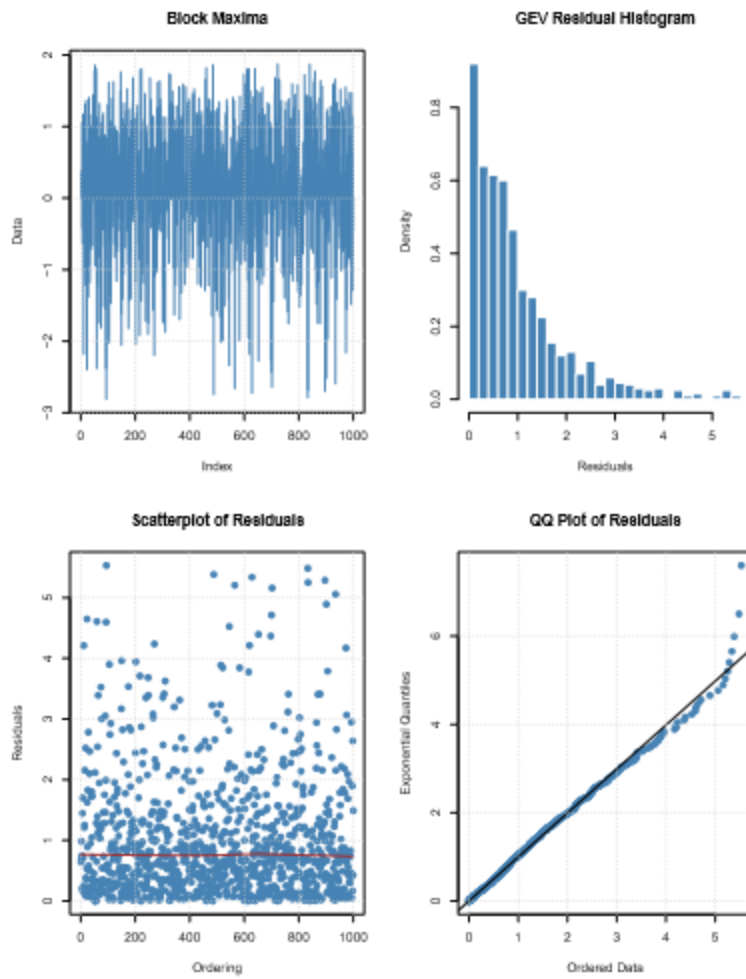 Block Maxima
Data
2
1
0
−1
−2
−3
0 200 400 600 800 1000
Index
GEV Residual Histogram
Density
0.8
0.6
0.4
0.2
0.0
0 1 2 3 4 5
Residuals
Scatterplot of Residuals
Residuals
5
4
3
2
1
0
0 200 400 600 800 1000
Ordering
QQ Plot of Residuals
Exponential Quantiles
6
4
2
0
0 1 2 3 4 5
Ordered Data